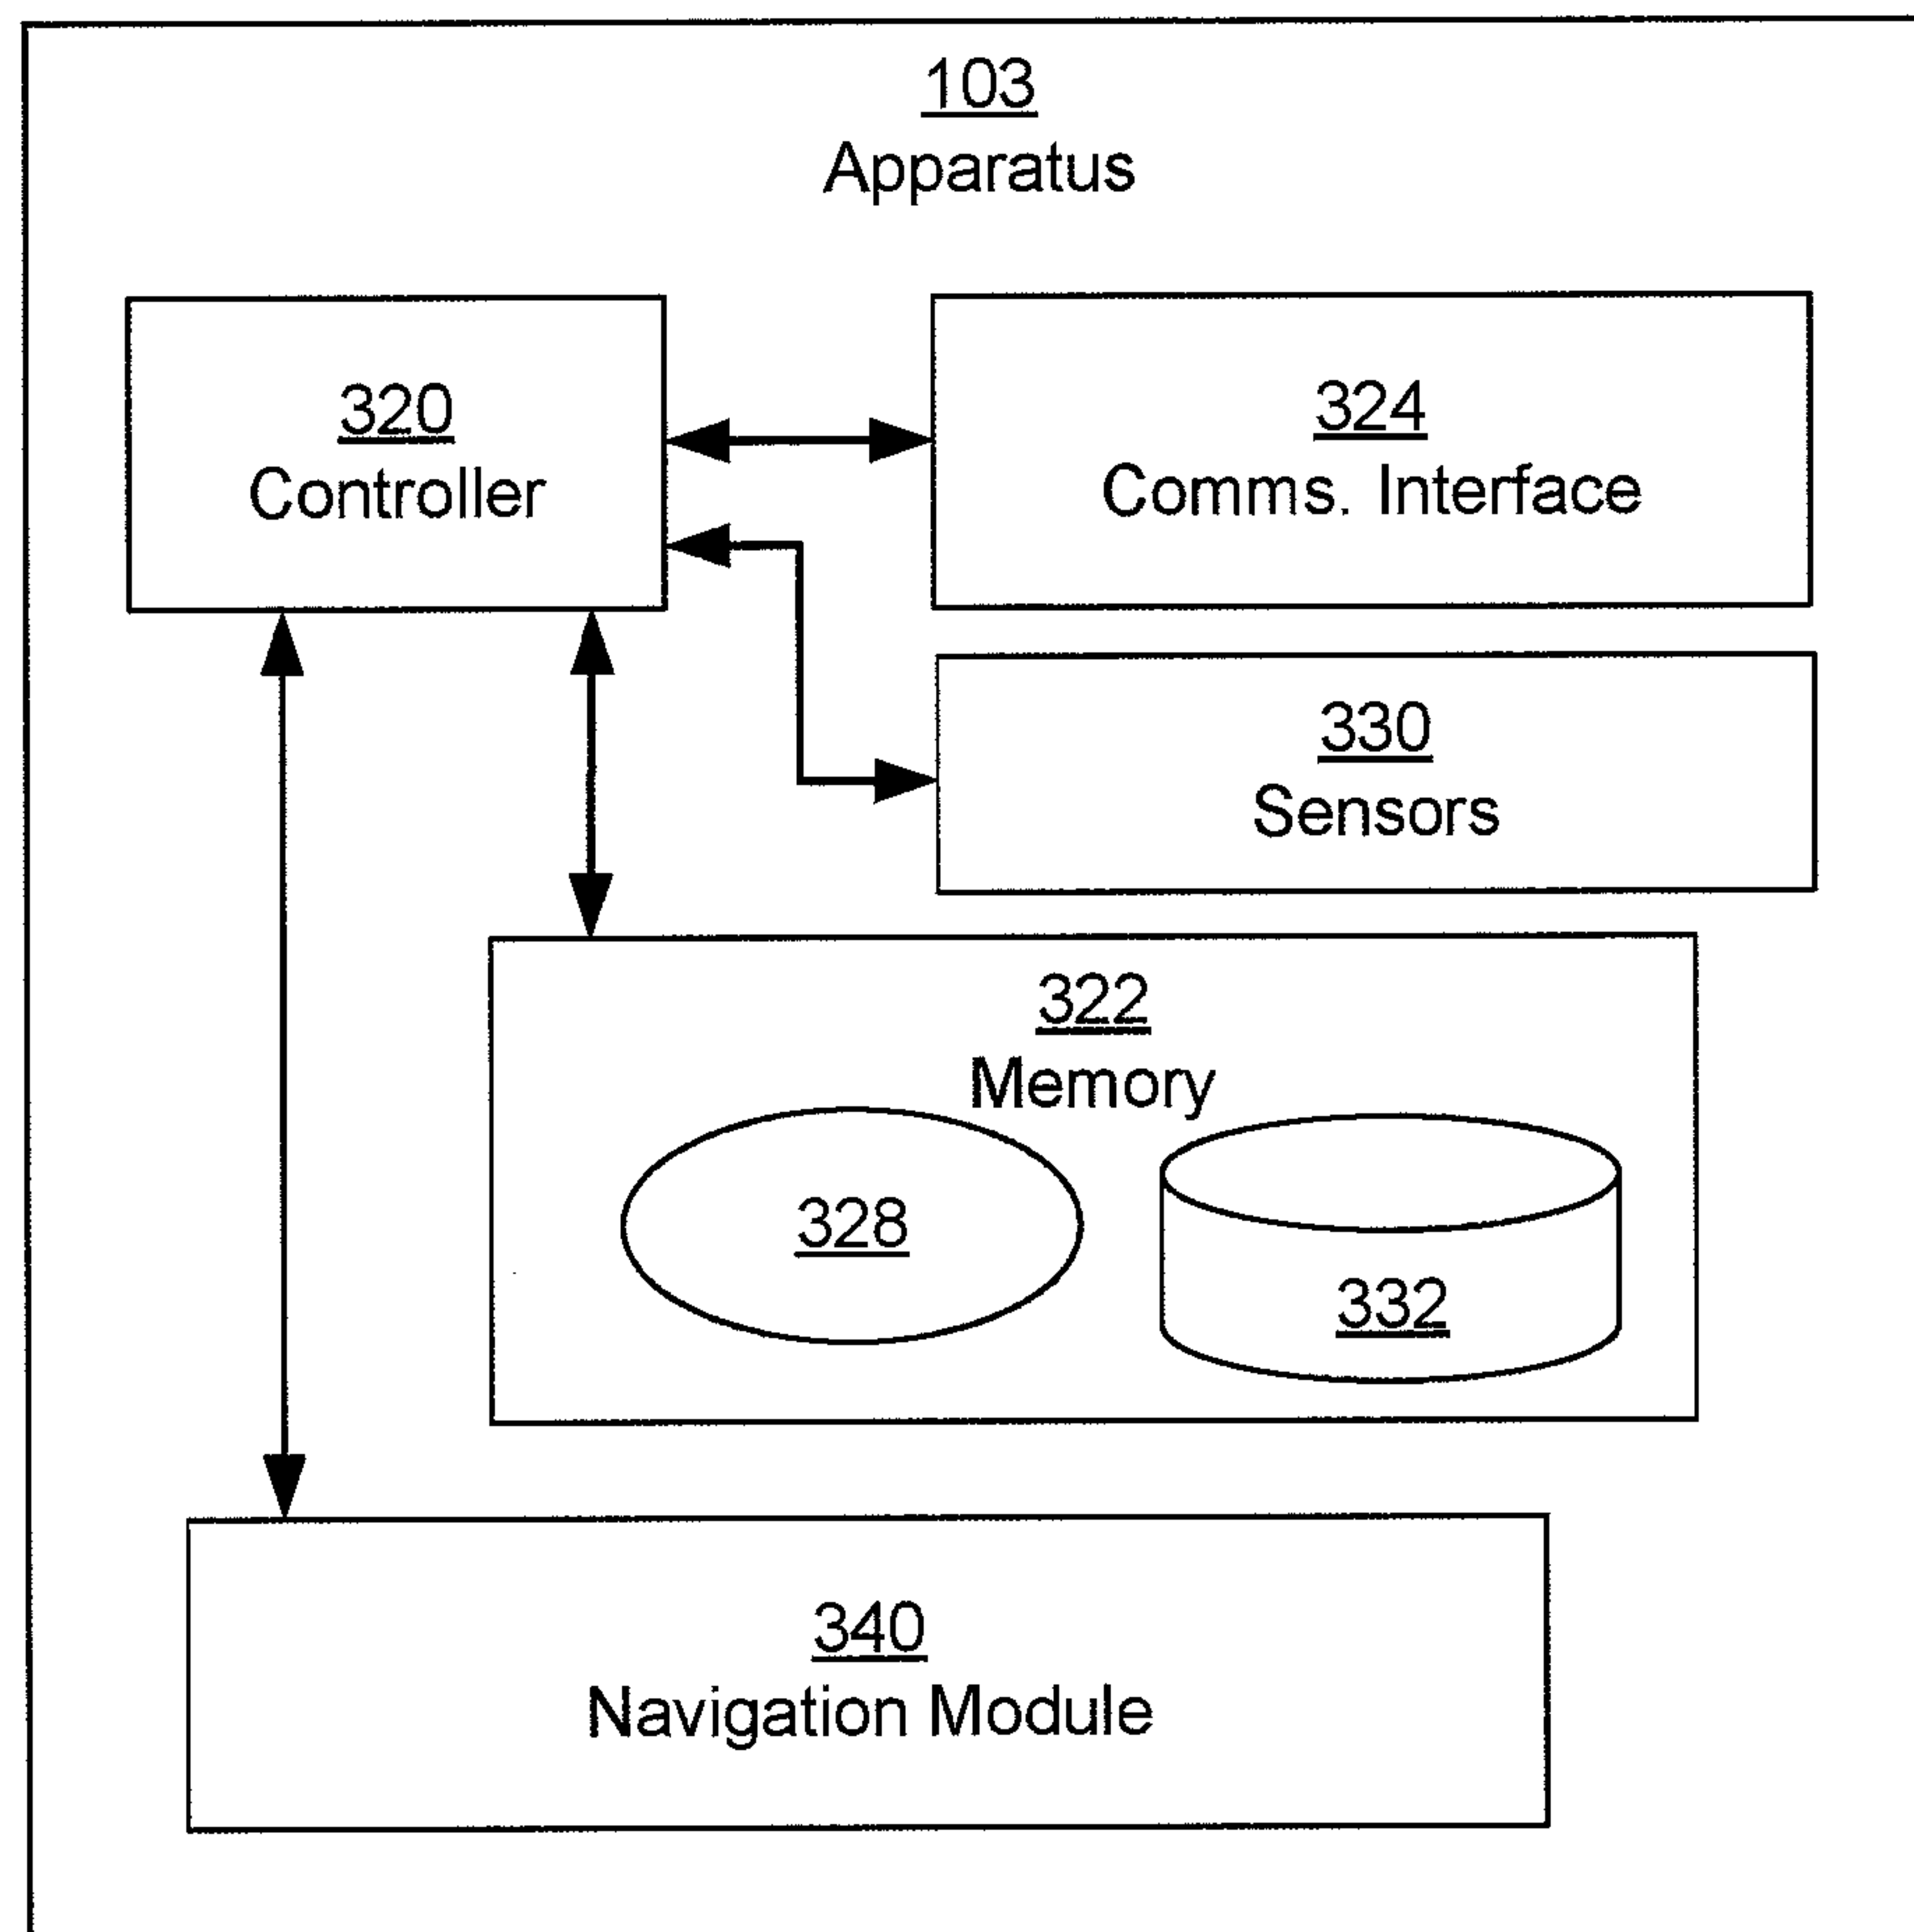 103
Apparatus
320
Controller
324
Comms. Interface
330
Sensors
322
Memory
328
332
340
Navigation Module